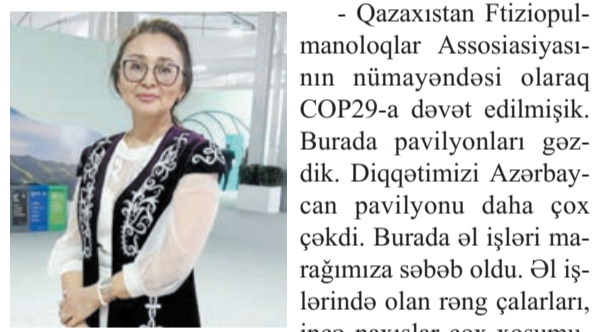 - Qazaxıstan Ftiziopul-
manoloqlar Assosiasiyası-
nın nümayəndəsi olaraq
COP29-a dəvət edilmişik.
Burada pavilyonları gəz-
dik. Diqqətimizi Azərbay-
can pavilyonu daha çox
çəkdi. Burada əl işləri ma-
rağımıza səbəb oldu. Əl iş-
lərində olan rəng çalarları,